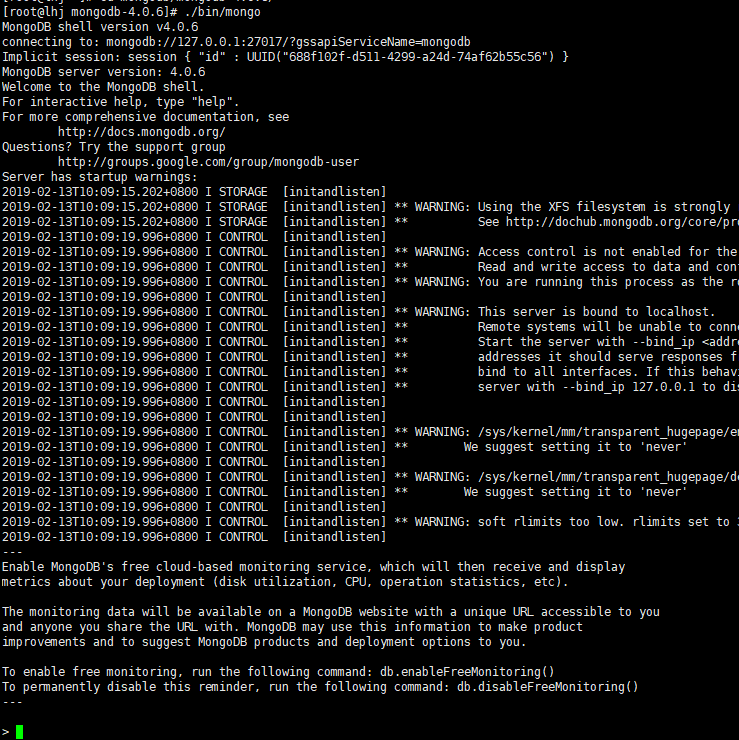 [root@lhj mongodb-4.0.6]# ./bin/mongo
MongoDB shell version v4.0.6
connecting to: mongodb://127.0.0.1:27017/?gssapiServiceName=mongodb
Implicit session: session { "id" : UUID("688f102f-d511-4299-a24d-74af62b55c56") }
MongoDB server version: 4.0.6
Welcome to the MongoDB shell.
For interactive help, type "help".
For more comprehensive documentation, see
        http://docs.mongodb.org/
Questions? Try the support group
        http://groups.google.com/group/mongodb-user
Server has startup warnings:
2019-02-13T10:09:15.202+0800 I STORAGE  [initandlisten]
2019-02-13T10:09:15.202+0800 I STORAGE  [initandlisten] ** WARNING: Using the XFS filesystem is strongly
2019-02-13T10:09:15.202+0800 I STORAGE  [initandlisten] **          See http://dochub.mongodb.org/core/pro
2019-02-13T10:09:19.996+0800 I CONTROL  [initandlisten]
2019-02-13T10:09:19.996+0800 I CONTROL  [initandlisten] ** WARNING: Access control is not enabled for the
2019-02-13T10:09:19.996+0800 I CONTROL  [initandlisten] **          Read and write access to data and con
2019-02-13T10:09:19.996+0800 I CONTROL  [initandlisten] ** WARNING: You are running this process as the ro
2019-02-13T10:09:19.996+0800 I CONTROL  [initandlisten]
2019-02-13T10:09:19.996+0800 I CONTROL  [initandlisten] ** WARNING: This server is bound to localhost.
2019-02-13T10:09:19.996+0800 I CONTROL  [initandlisten] **          Remote systems will be unable to conne
2019-02-13T10:09:19.996+0800 I CONTROL  [initandlisten] **          Start the server with --bind_ip <addre
2019-02-13T10:09:19.996+0800 I CONTROL  [initandlisten] **          addresses it should serve responses f
2019-02-13T10:09:19.996+0800 I CONTROL  [initandlisten] **          bind to all interfaces. If this behavi
2019-02-13T10:09:19.996+0800 I CONTROL  [initandlisten] **          server with --bind_ip 127.0.0.1 to dis
2019-02-13T10:09:19.996+0800 I CONTROL  [initandlisten]
2019-02-13T10:09:19.996+0800 I CONTROL  [initandlisten]
2019-02-13T10:09:19.996+0800 I CONTROL  [initandlisten] ** WARNING: /sys/kernel/mm/transparent_hugepage/en
2019-02-13T10:09:19.996+0800 I CONTROL  [initandlisten] **        We suggest setting it to 'never'
2019-02-13T10:09:19.996+0800 I CONTROL  [initandlisten]
2019-02-13T10:09:19.996+0800 I CONTROL  [initandlisten] ** WARNING: /sys/kernel/mm/transparent_hugepage/de
2019-02-13T10:09:19.996+0800 I CONTROL  [initandlisten] **        We suggest setting it to 'never'
2019-02-13T10:09:19.996+0800 I CONTROL  [initandlisten]
2019-02-13T10:09:19.996+0800 I CONTROL  [initandlisten] ** WARNING: soft rlimits too low. rlimits set to
2019-02-13T10:09:19.996+0800 I CONTROL  [initandlisten]
---
Enable MongoDB's free cloud-based monitoring service, which will then receive and display
metrics about your deployment (disk utilization, CPU, operation statistics, etc).
The monitoring data will be available on a MongoDB website with a unique URL accessible to you
and anyone you share the URL with. MongoDB may use this information to make product
improvements and to suggest MongoDB products and deployment options to you.
To enable free monitoring, run the following command: db.enableFreeMonitoring()
To permanently disable this reminder, run the following command: db.disableFreeMonitoring()
---
>